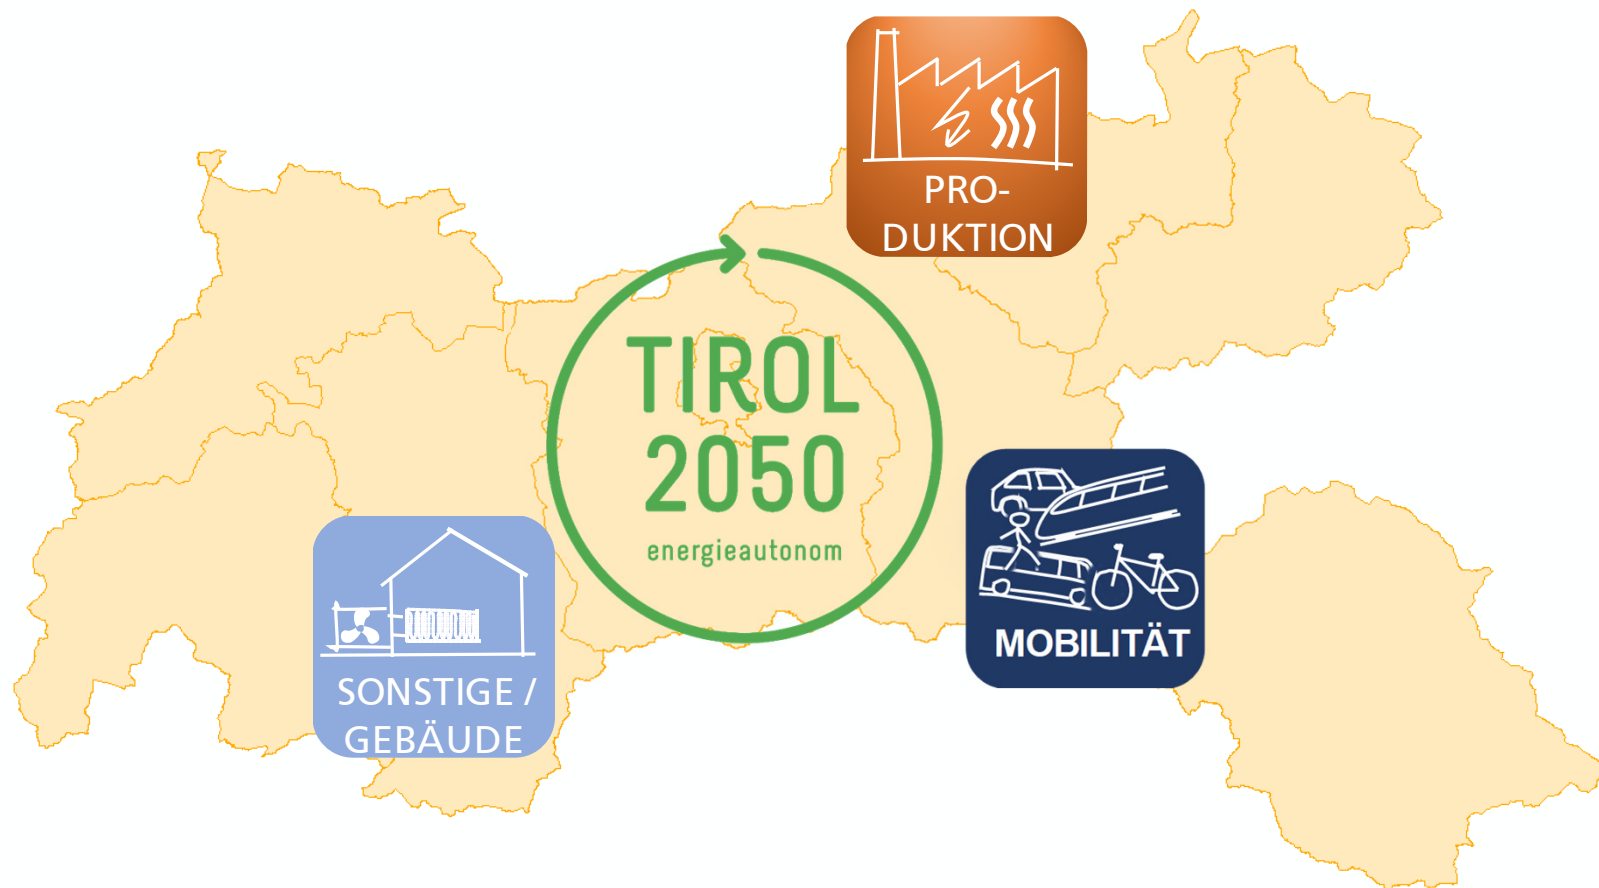 PRO-
DUKTION
TIROL
2050
energieautonom
MOBILITÄT
SONSTIGE /
GEBÄUDE